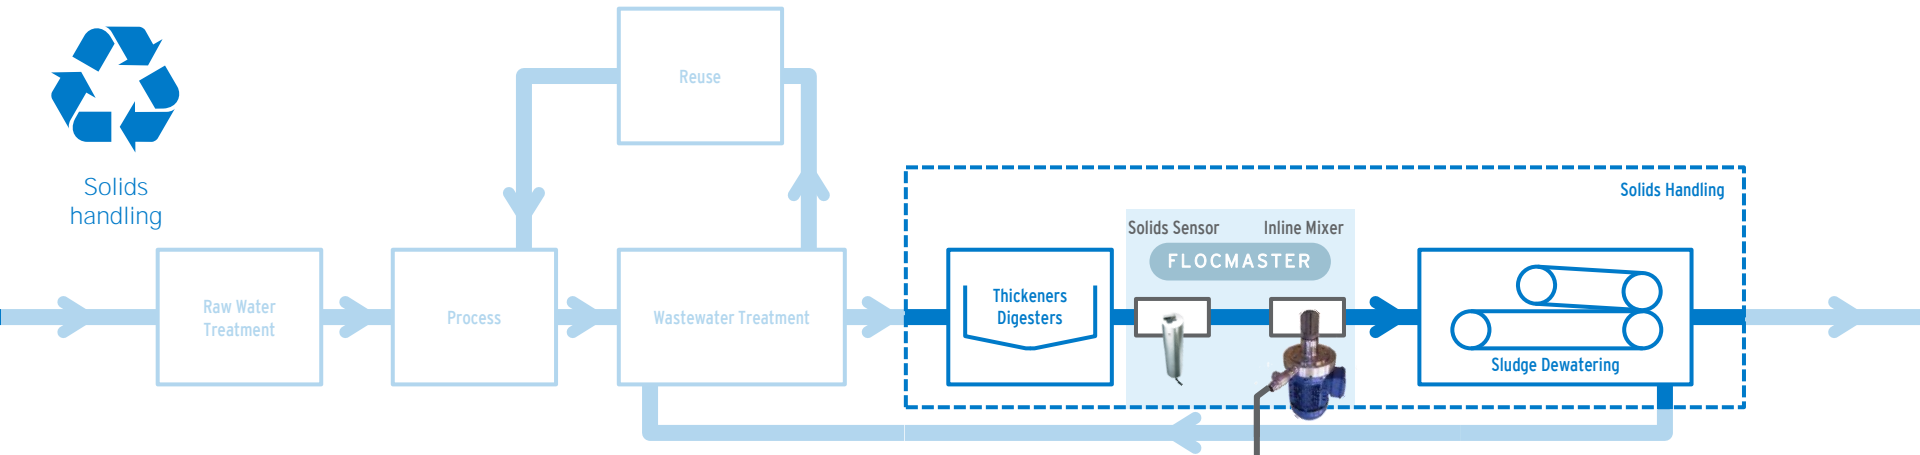 Solids
handling
Reuse
Solids Handling
Solids Sensor
Inline Mixer
FLOCMASTER
Raw Water
Treatment
Process
Wastewater Treatment
Thickeners
Digesters
Sludge Dewatering